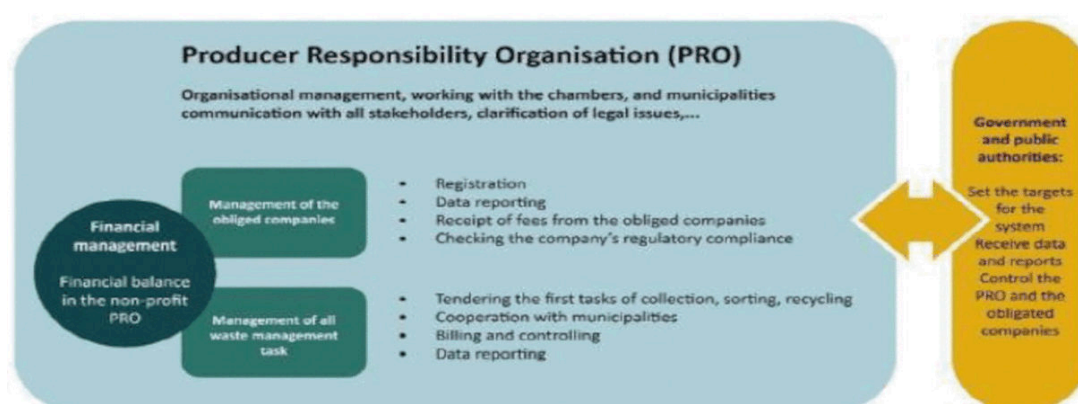 Producer Responsibility Organisation (PRO)
Organisational management, working with the chambers, and municipalities
communication with all stakeholders, clarification of legal issues,...
Management of the
obliged companies
• Registration
• Data reporting
• Receipt of fees from the obliged companies
• Checking the company's regulatory compliance
Financial
management
Financial balance
in the non-profit
PRO
Management of all
waste management
task
• Tendering the first tasks of collection, sorting, recycling
• Cooperation with municipalities
• Billing and controlling
• Data reporting
Government
and public
authorities:
Set the targets
for the
system
Receive data
and reports
Control the
PRO and the
obligated
companies